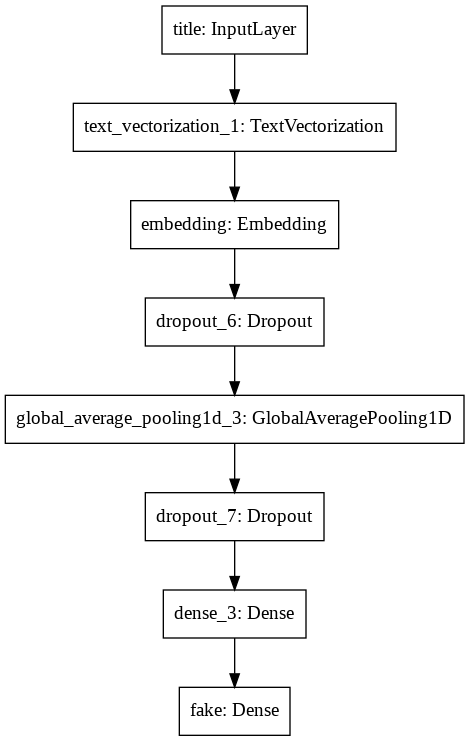 title: InputLayer
text_vectorization_1: TextVectorization
embedding: Embedding
dropout_6: Dropout
global_average_pooling1d_3: GlobalAveragePooling1D
dropout_7: Dropout
dense_3: Dense
fake: Dense